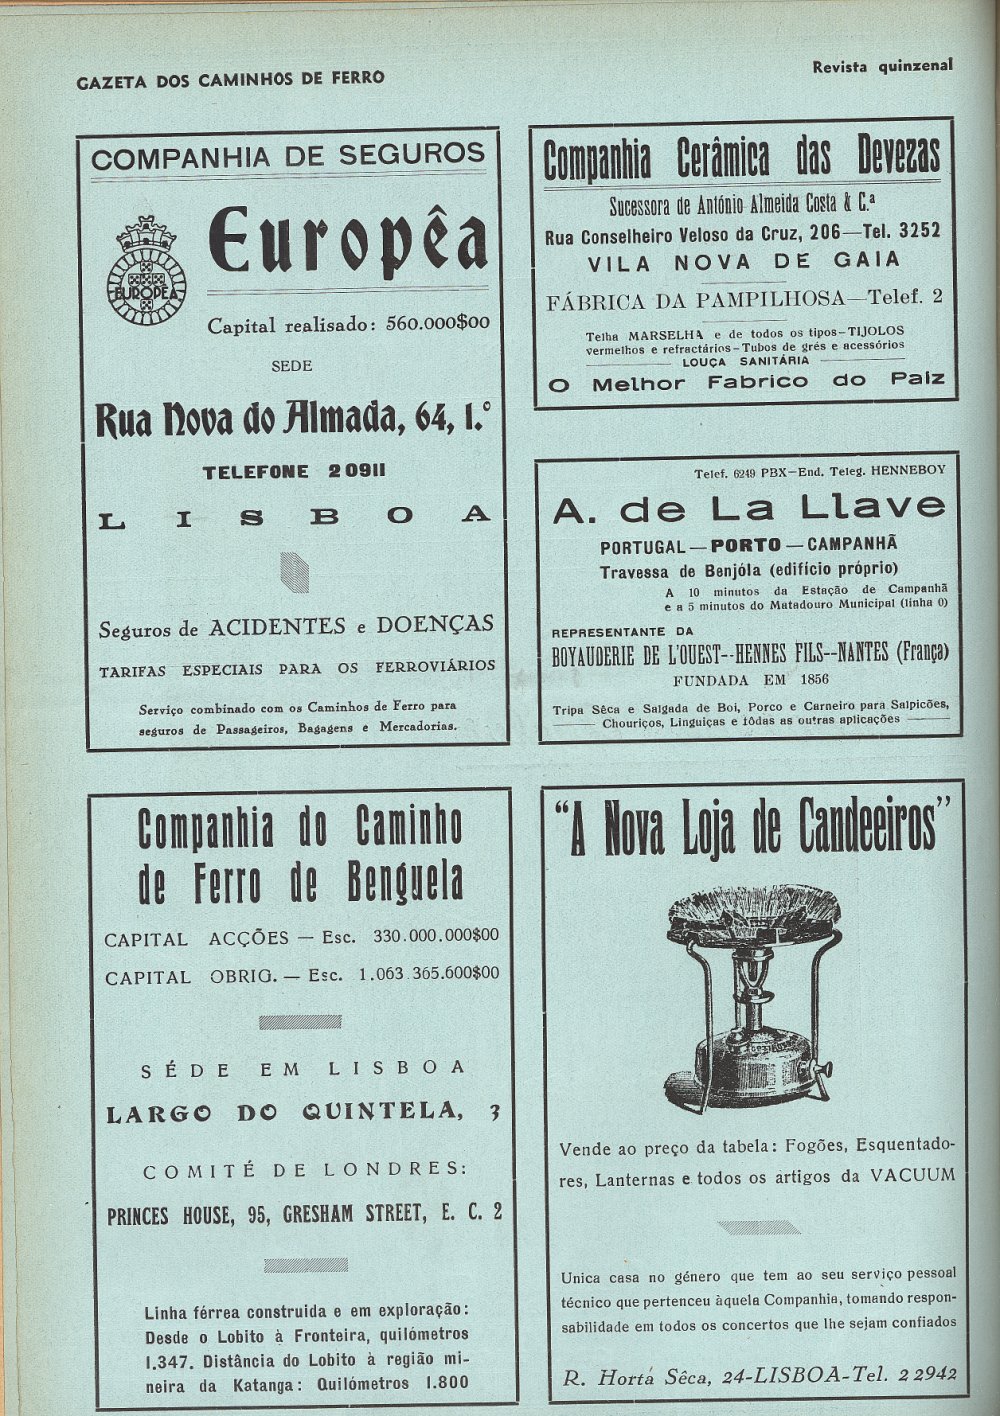 GAZETA DOS CAMINHOS DE FERRO
Revista quinzenal
COMPANHIA DE SEGUROS
Européa
EUROPÊA
Capital realisado: 560.000$00
SEDE
Rua Nova do Almada, 64, 1.º
TELEFONE 20911
LISBOA
Seguros de ACIDENTES e DOENÇAS
TARIFAS ESPECIAIS PARA OS FERROVIÁRIOS
Serviço combinado com os Caminhos de Ferro para
seguros de Passageiros, Bagagens e Mercadorias.
Companhia Cerâmica das Devezas
Sucessora de António Almeida Costa & C.ª
Rua Conselheiro Veloso da Cruz, 206—Tel. 3252
VILA NOVA DE GAIA
FÁBRICA DA PAMPILHOSA—Telef. 2
Telha MARSELHA e de todos os tipos-TIJOLOS
vermelhos e refractários-Tubos de grés e acessórios
LOUÇA SANITÁRIA
O Melhor Fabrico do Paiz
Telef. 6249 PBX—End. Teleg. HENNEBOY
A. de La Llave
PORTUGAL—PORTO—CAMPANHÃ
Travessa de Benjóla (edifício próprio)
A 10 minutos da Estação de Campanhã
e a 5 minutos do Matadouro Municipal (linha 0)
REPRESENTANTE DA
BOYAUDERIE DE L'OUEST--HENNES FILS--NANTES (França)
FUNDADA EM 1856
Tripa Sêca e Salgada de Boi, Porco e Carneiro para Salpicões,
Chouriços, Linguiças e tôdas as outras aplicações
Companhia do Caminho
de Ferro de Benguela
CAPITAL ACÇÕES — Esc. 330.000.000$00
CAPITAL OBRIG. — Esc. 1.063 365.600$00
SÉDE EM LISBOA
LARGO DO QUINTELA, 3
COMITÉ DE LONDRES:
PRINCES HOUSE, 95, GRESHAM STREET, E. C. 2
Linha férrea construida e em exploração:
Desde o Lobito à Fronteira, quilómetros
1.347. Distância do Lobito à região mi-
neira da Katanga: Quilómetros 1.800
"A Nova Loja de Candeeiros"
Vende ao preço da tabela: Fogões, Esquentado-
res, Lanternas e todos os artigos da VACUUM
Unica casa no género que tem ao seu serviço pessoal
técnico que pertenceu àquela Companhia, tomando respon-
sabilidade em todos os concertos que lhe sejam confiados
R. Hortá Sêca, 24-LISBOA-Tel. 22942